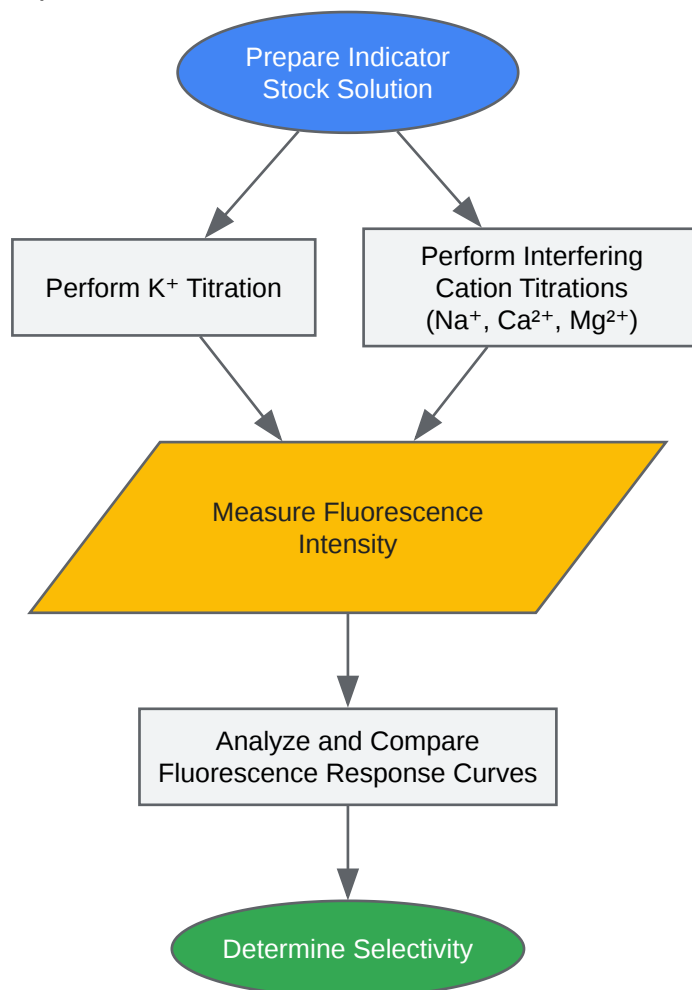 Prepare Indicator
Stock Solution
Perform K⁺ Titration
Perform Interfering
Cation Titrations
(Na⁺, Ca²⁺, Mg²⁺)
Measure Fluorescence
Intensity
Analyze and Compare
Fluorescence Response Curves
Determine Selectivity